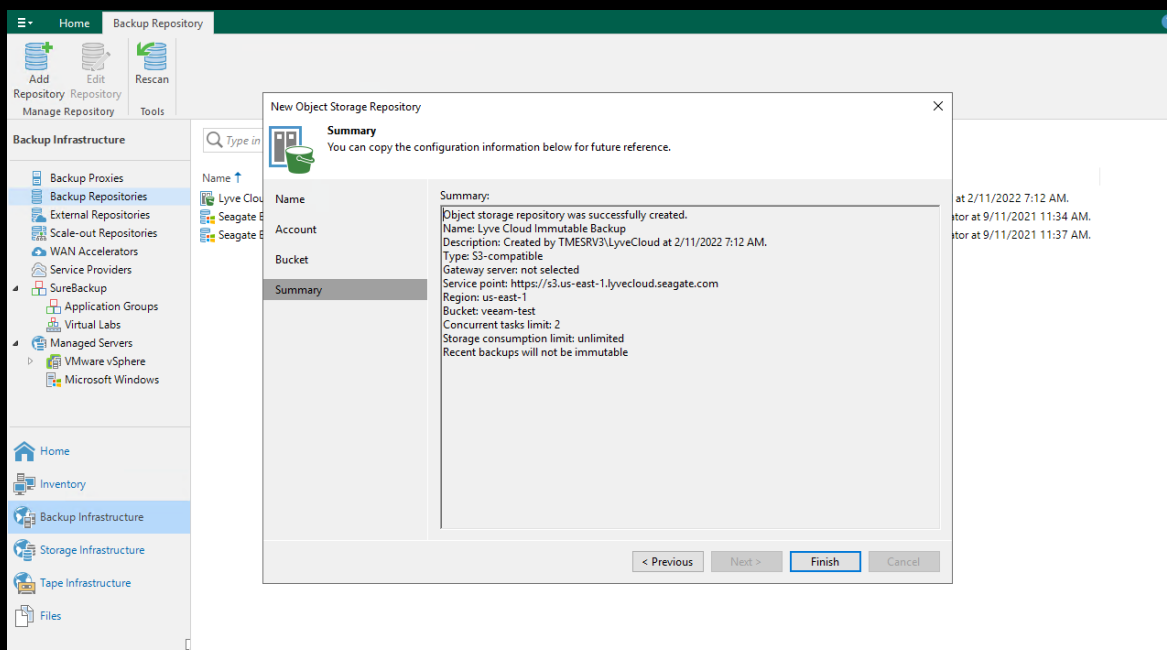 Home
Backup Repository
Add
Repository
Edit
Repository
Rescan
Manage Repository
Tools
Backup Infrastructure
Type in
Backup Proxies
Backup Repositories
External Repositories
Scale-out Repositories
WAN Accelerators
Service Providers
SureBackup
Application Groups
Virtual Labs
Managed Servers
VMware vSphere
Microsoft Windows
Home
Inventory
Backup Infrastructure
Storage Infrastructure
Tape Infrastructure
Files
Name
Lyve
Seagate
Seagate
at 2/11/2022 7:12 AM.
at 9/11/2021 11:34 AM.
at 9/11/2021 11:37 AM.
New Object Storage Repository
Summary
You can copy the configuration information below for future reference.
Name
Account
Bucket
Summary
Summary:
Object storage repository was successfully created.
Name: Lyve Cloud Immutable Backup
Description: Created by TMESRV3\LyveCloud at 2/11/2022 7:12 AM.
Type: S3-compatible
Gateway server: not selected
Service point: https://s3.us-east-1.lyvecloud.seagate.com
Region: us-east-1
Bucket: veeam-test
Concurrent tasks limit: 2
Storage consumption limit: unlimited
Recent backups will not be immutable
< Previous
Next >
Finish
Cancel